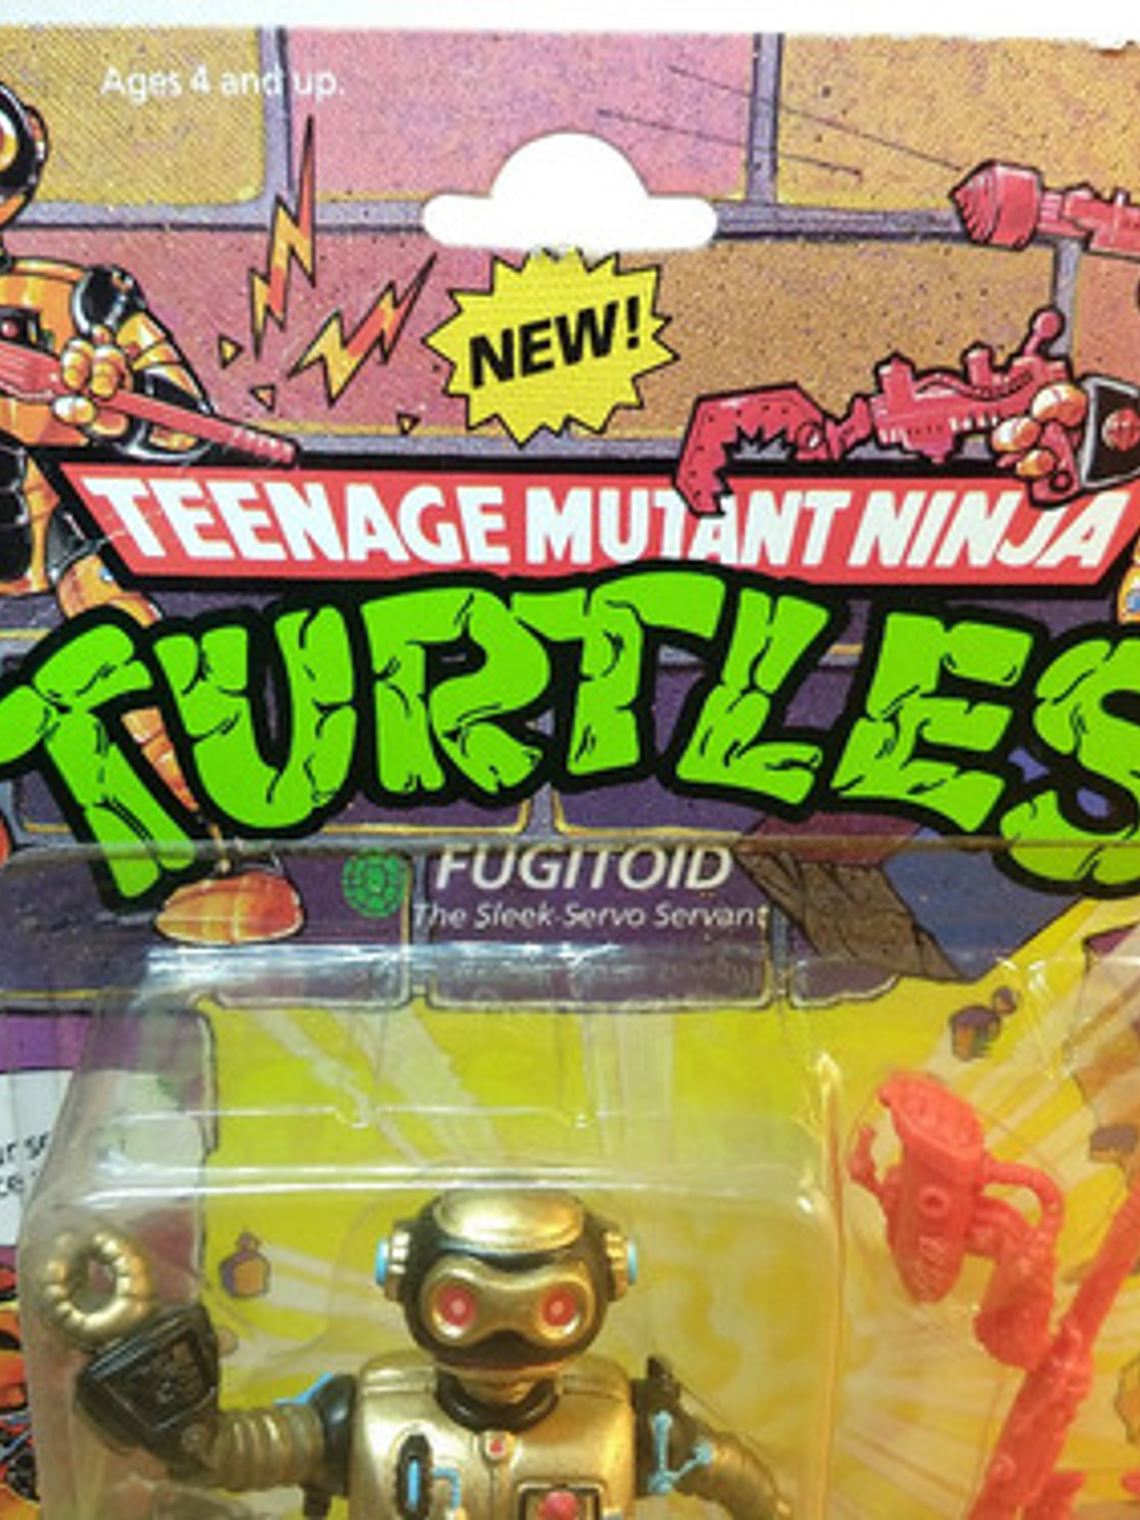 Ages 4 and up.
NEW!
TEENAGE MUTANT NINJA
TURTLES
FUGITOID
The Sleek Servo Servant